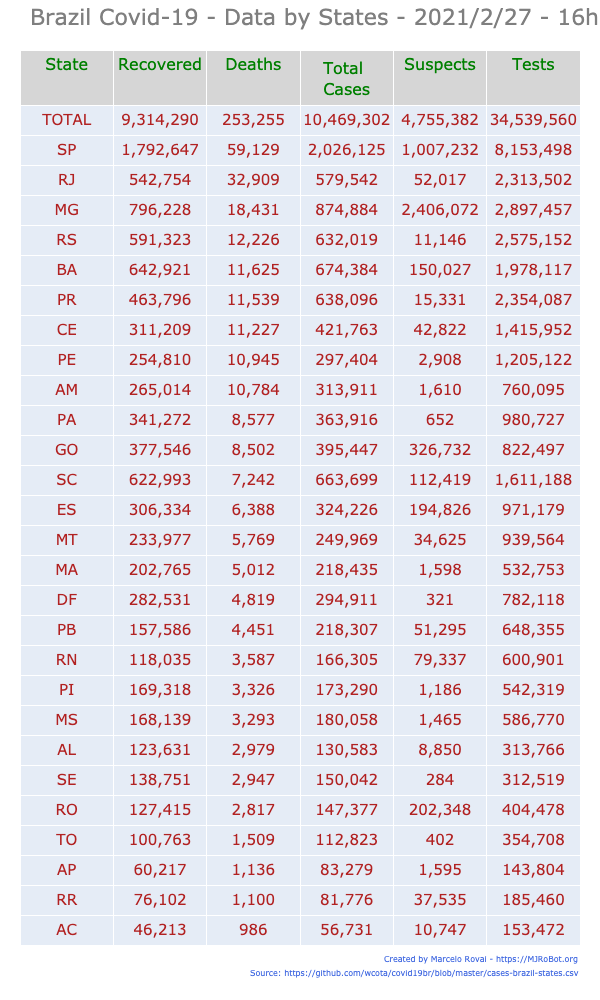 Brazil Covid-19 - Data by States - 2021/2/27 - 16h
State Recovered Deaths Total Cases Suspects Tests
TOTAL 9,314,290 253,255 10,469,302 4,755,382 34,539,560
SP 1,792,647 59,129 2,026,125 1,007,232 8,153,498
RJ 542,754 32,909 579,542 52,017 2,313,502
MG 796,228 18,431 874,884 2,406,072 2,897,457
RS 591,323 12,226 632,019 11,146 2,575,152
BA 642,921 11,625 674,384 150,027 1,978,117
PR 463,796 11,539 638,096 15,331 2,354,087
CE 311,209 11,227 421,763 42,822 1,415,952
PE 254,810 10,945 297,404 2,908 1,205,122
AM 265,014 10,784 313,911 1,610 760,095
PA 341,272 8,577 363,916 652 980,727
GO 377,546 8,502 395,447 326,732 822,497
SC 622,993 7,242 663,699 112,419 1,611,188
ES 306,334 6,388 324,226 194,826 971,179
MT 233,977 5,769 249,969 34,625 939,564
MA 202,765 5,012 218,435 1,598 532,753
DF 282,531 4,819 294,911 321 782,118
PB 157,586 4,451 218,307 51,295 648,355
RN 118,035 3,587 166,305 79,337 600,901
PI 169,318 3,326 173,290 1,186 542,319
MS 168,139 3,293 180,058 1,465 586,770
AL 123,631 2,979 130,583 8,850 313,766
SE 138,751 2,947 150,042 284 312,519
RO 127,415 2,817 147,377 202,348 404,478
TO 100,763 1,509 112,823 402 354,708
AP 60,217 1,136 83,279 1,595 143,804
RR 76,102 1,100 81,776 37,535 185,460
AC 46,213 986 56,731 10,747 153,472
Created by Marcelo Rovai - https://MJRoBot.org
Source: https://github.com/wcota/covid19br/blob/master/cases-brazil-states.csv